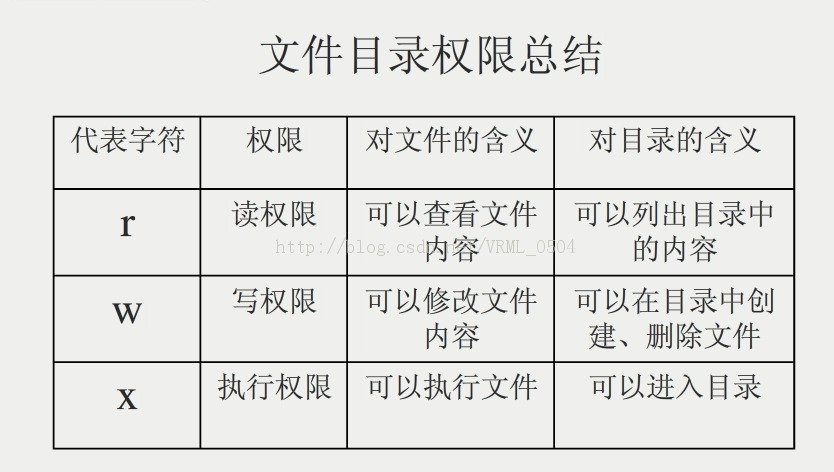 文件目录权限总结
代表字符 权限 对文件的含义 对目录的含义
r 读权限 可以查看文件内容 可以列出目录中的内容
http://blog.csdn.net/VRML_0504
w 写权限 可以修改文件内容 可以在目录中创建、删除文件
x 执行权限 可以执行文件 可以进入目录